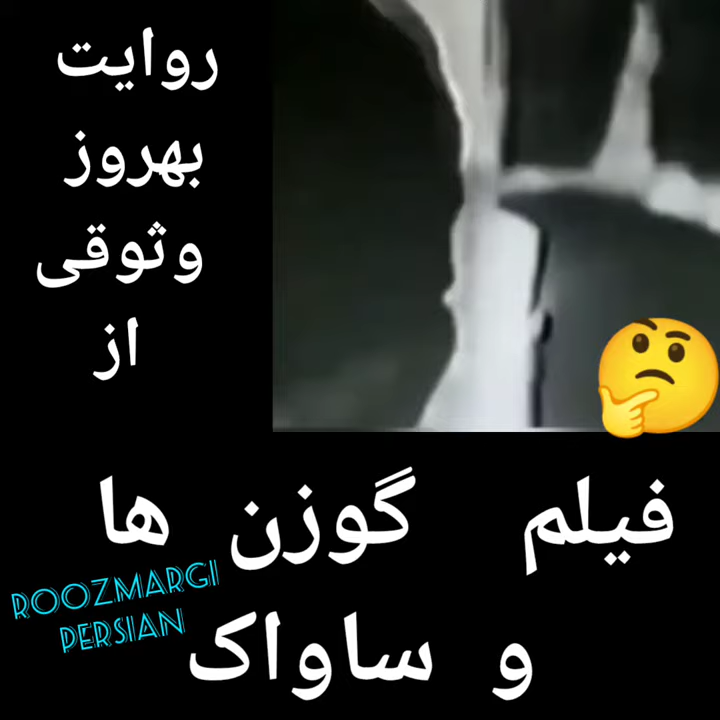 روایت
بهروز
وثوقی
از
فیلم گوزن ها
و ساواک
ROOZMARGI
PERSIAN